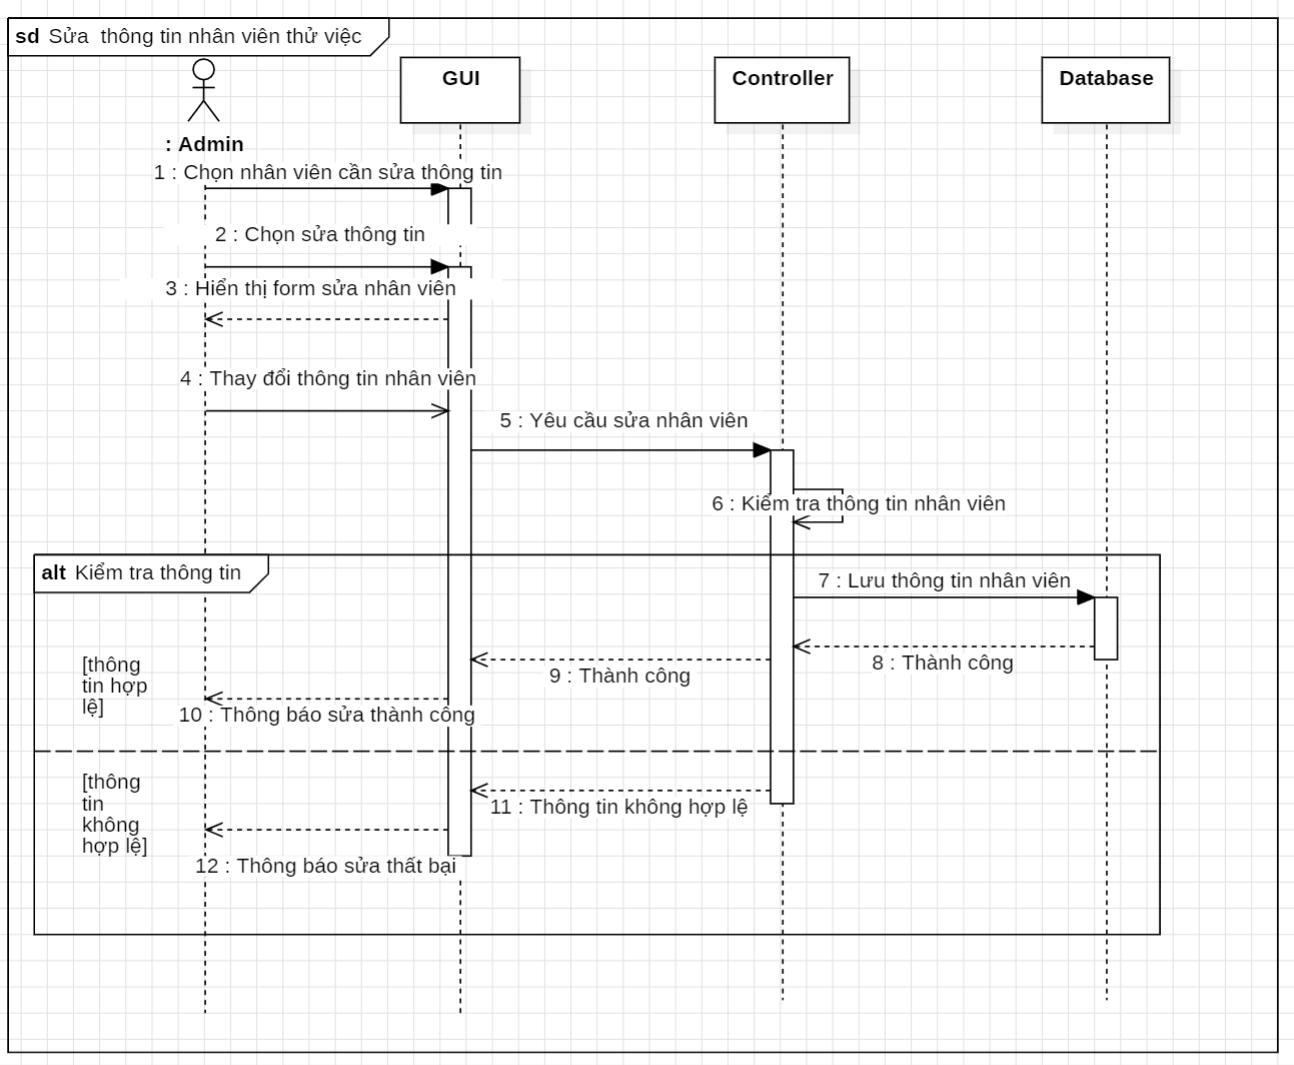 sd Sửa thông tin nhân viên thử việc
GUI
Controller
Database
: Admin
1 : Chọn nhân viên cần sửa thông tin
2 : Chọn sửa thông tin
3 : Hiển thị form sửa nhân viên
4 : Thay đổi thông tin nhân viên
5 : Yêu cầu sửa nhân viên
6 : Kiểm tra thông tin nhân viên
alt Kiểm tra thông tin
7 : Lưu thông tin nhân viên
[thông
tin hợp
lệ]
8 : Thành công
9 : Thành công
10 : Thông báo sửa thành công
[thông
tin
không
hợp lệ]
11 : Thông tin không hợp lệ
12 : Thông báo sửa thất bại